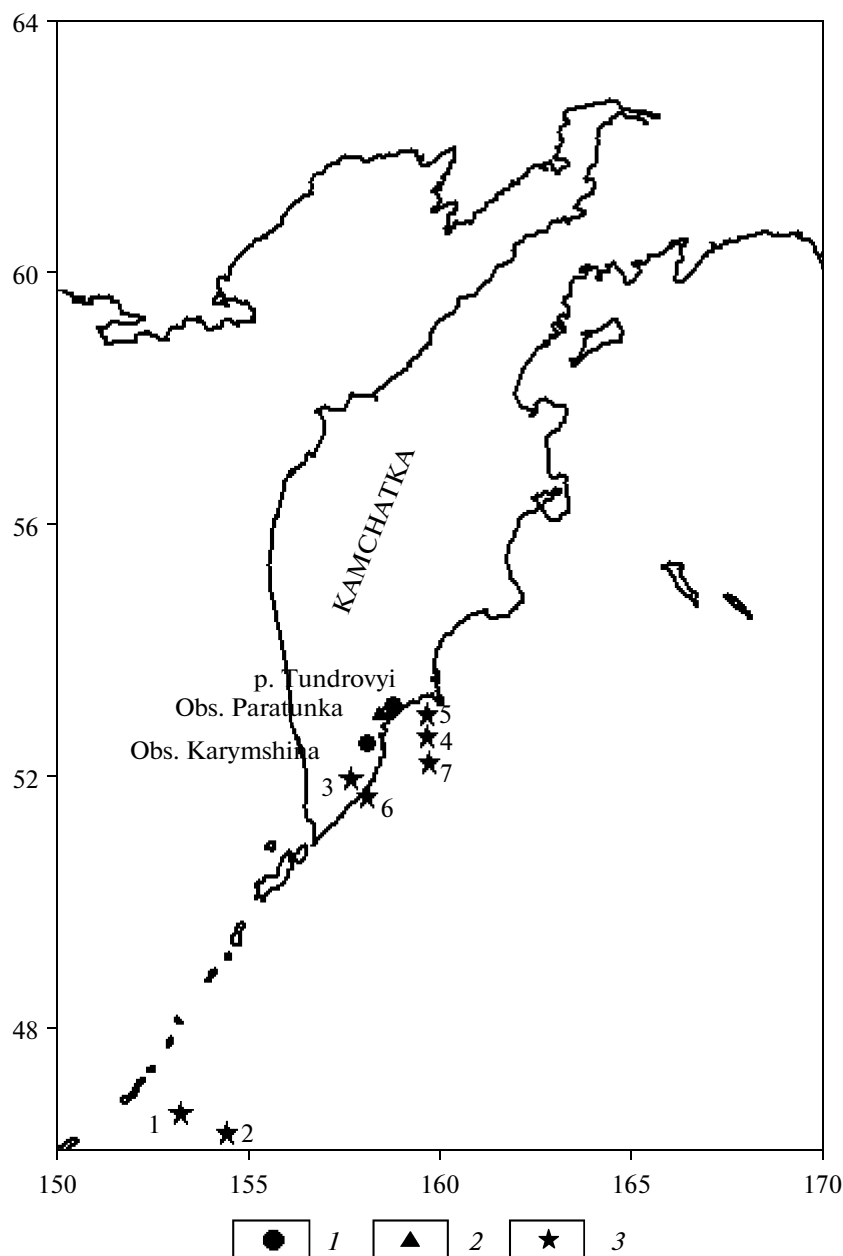 64
60
KAMCHATKA
56
p. Tundrovyi
Obs. Paratunka
5
4
Obs. Karymshina
52
7
3
6
48
1
2
150 155 160 165 170
1 2 3